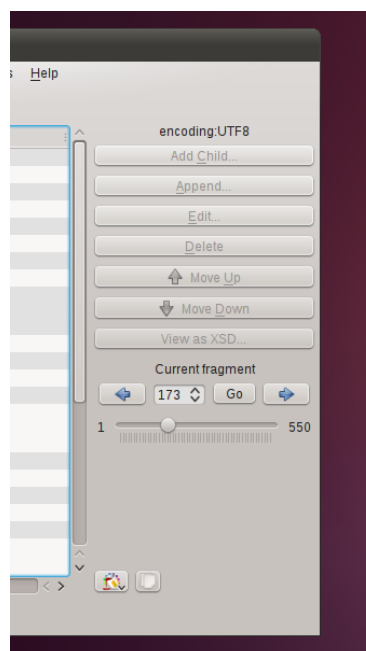 Help
encoding:UTF8
Add Child...
Append...
Edit...
Delete
Move Up
Move Down
View as XSD...
Current fragment
173 Go
1 550